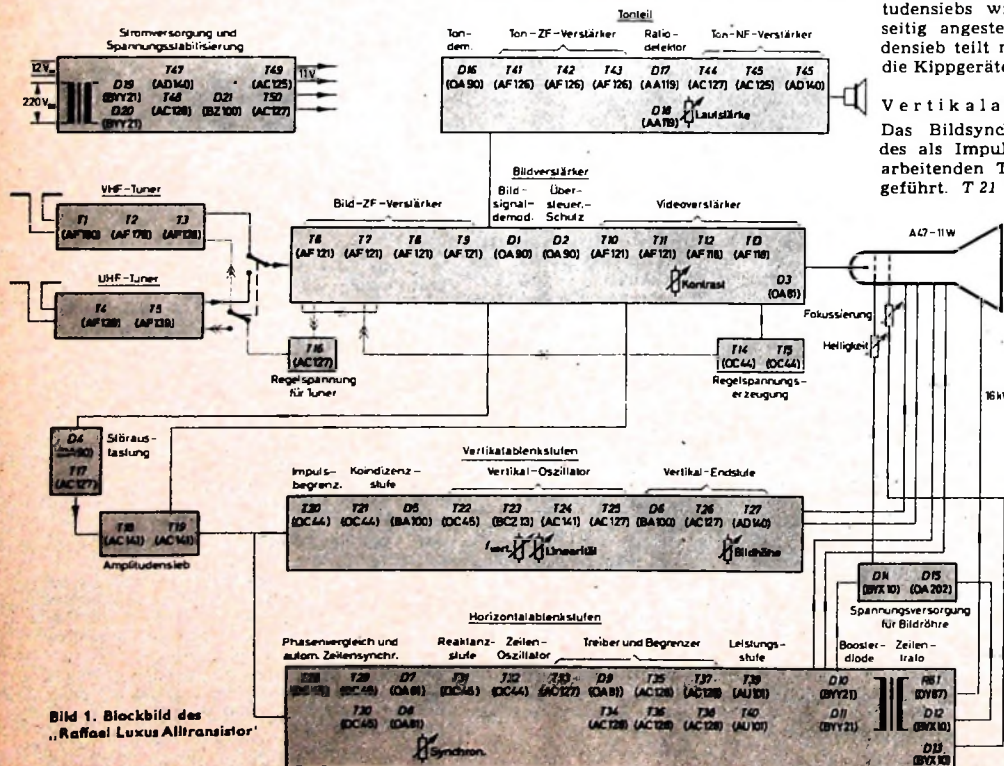 tudensiebs
seitig angeste
densieb teilt
die Kippgeräte
Vertikala
Das Bildsync
des als Impul
arbeitenden T
geführt. T 21
Stromversorgung und
Spannungsstabilisierung
12V
220V
T47 T49
D19 (AD140) (AC125)
(BYY21) T48 D21 T50
D20 (AC128) (BZ100) (AC127)
(BYY21)
11V
Tonteil
Ton-dem. Ton-ZF-Verstärker Ratio-detektor Ton-NF-Verstärker
D16 T41 T42 T43 D17 T44 T45 T45
(OA90) (AF126) (AF126) (AF126) (AA119) (AC127) (AC125) (AD140)
D18 Lautstärke
(AA119)
VHF-Tuner
T1 T2 T3
(AF180) (AF178)
UHF-Tuner
T4 T5
(AF139) (AF139)
Bildverstärker
Bild-ZF-Verstärker Bild-signal-demod. Über-steuer.-Schutz Videoverstärker
T6 T7 T8 T9 D1 D2 T10 T11 T12 T13
(AF121) (AF121) (AF121) (AF121) (OA90) (OA90) (AF121) (AF121) (AF118) (AF118)
Kontrast D3
(OA81)
A47-11W
Fokussierung
Helligkeit
16k
T16
(AC127)
Regelspannung
für Tuner
T14 T15
(OC44) (OC44)
Regelspannungs-
erzeugung
D4
T17
(AC127)
Störaus-
tastung
T18 T19
(AC141) (AC141)
Amplitudensieb
Vertikatablenkstufen
Impuls-begrenz. Koindizenz-stufe Vertikal-Oszillator Vertikal-Endstufe
T20 T21 D5 T22 T23 T24 T25 D6 T26 T27
(OC44) (OC44) (BA100) (OC45) (BCZ13) (AC141) (AC127) (BA100) (AC127) (AD140)
fvert. Linearität Bildhöhe
D14 D15
(BYX10) (OA202)
Spannungsversorgung
für Bildröhre
Horizontalablenkstufen
Phasenvergleich und
autom. Zeilensynchr.
Reaktanz-stufe Zeilen-Oszillator Treiber und Begrenzer Leistungs-stufe Booster-diode Zeilen-trafo
T28 T29 D7 T31 T32 T33 D9 T35 T37 T39 D10 Rö1
(OC45) (OA81) (OC45) (OC44) (AC127) (OA81) (AC128) (AC128) (AU101) (BYY21) (DY87)
T30 D8 T34 T36 T38 T40 D11 D12
(OC45) (OA81) (AC128) (AC128) (AC128) (AU101) (BYY21) (BYX10)
Synchron. D13
(BYX10)
Bild 1. Blockbild des
„Raffael Luxus Alltransistor'